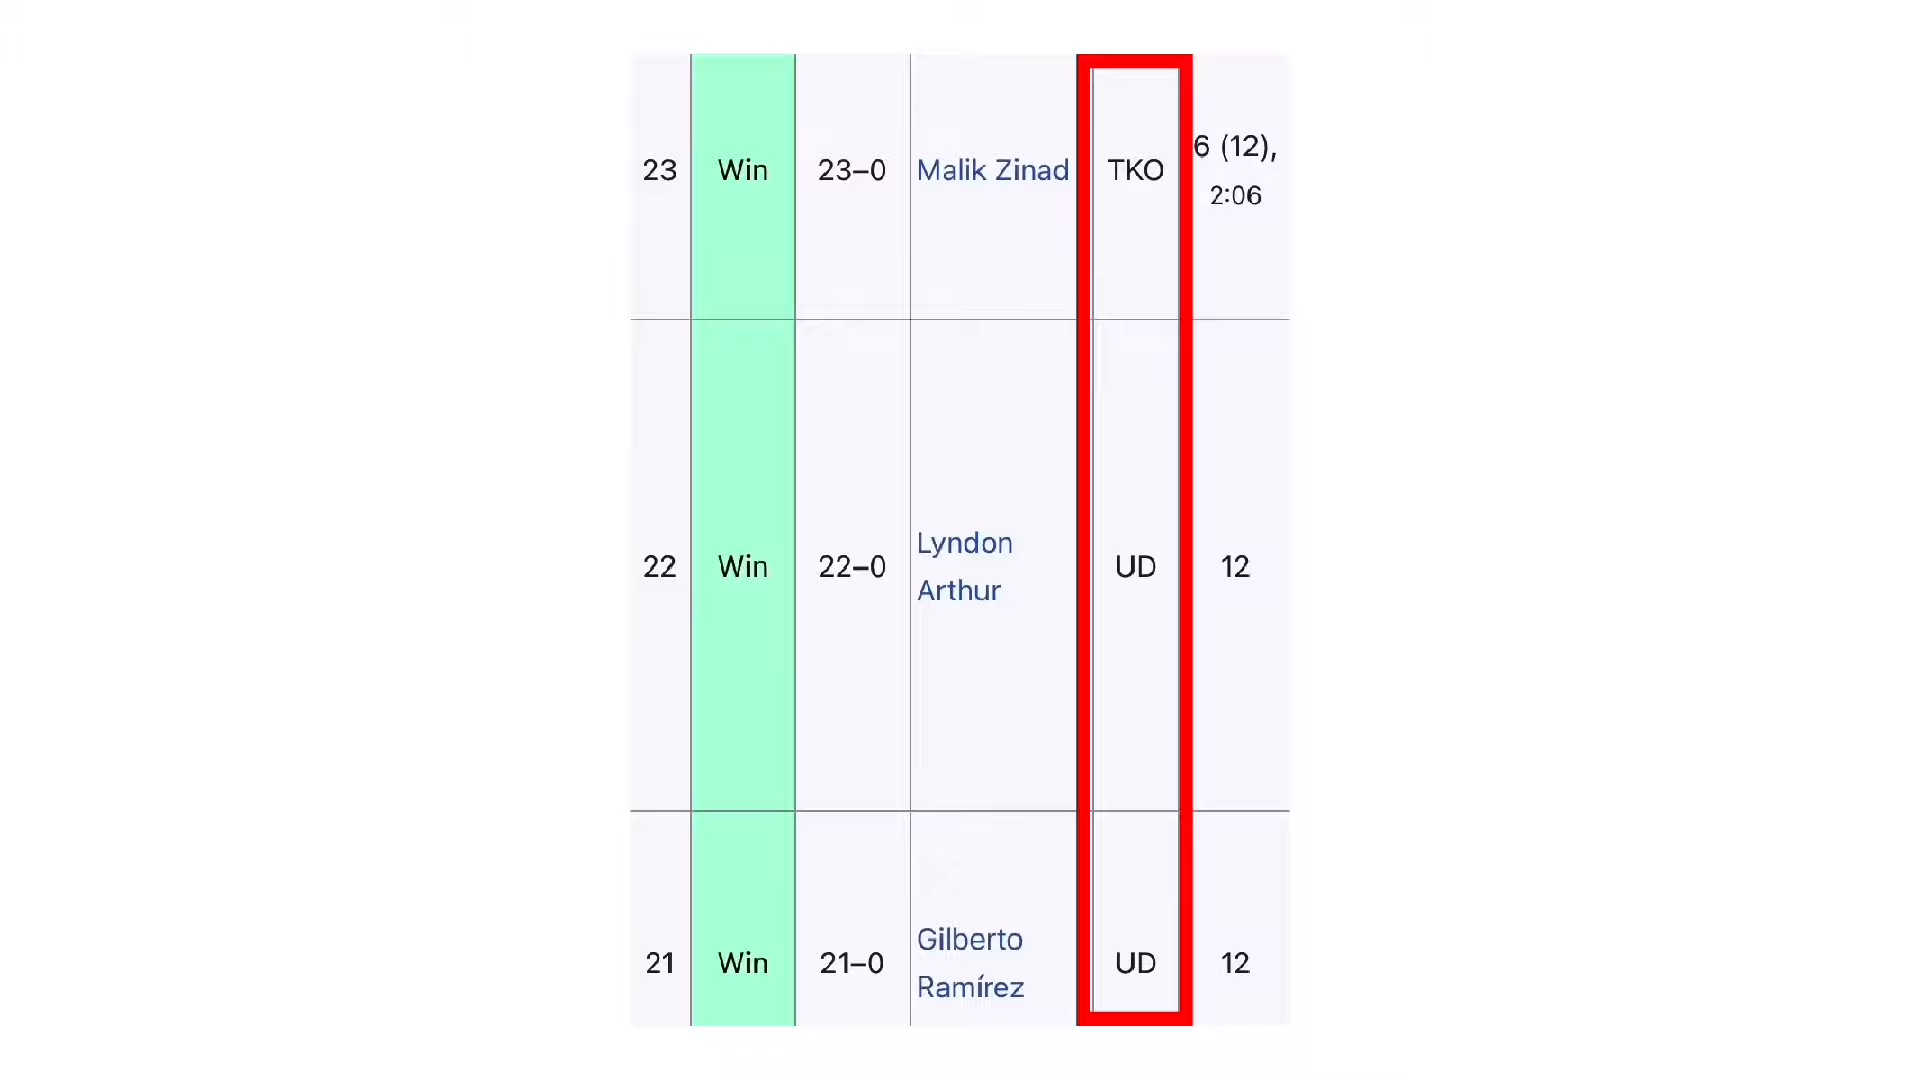 23 Win 23–0 Malik Zinad TKO 6 (12),
2:06
22 Win 22–0 Lyndon
Arthur UD 12
21 Win 21–0 Gilberto
Ramírez UD 12